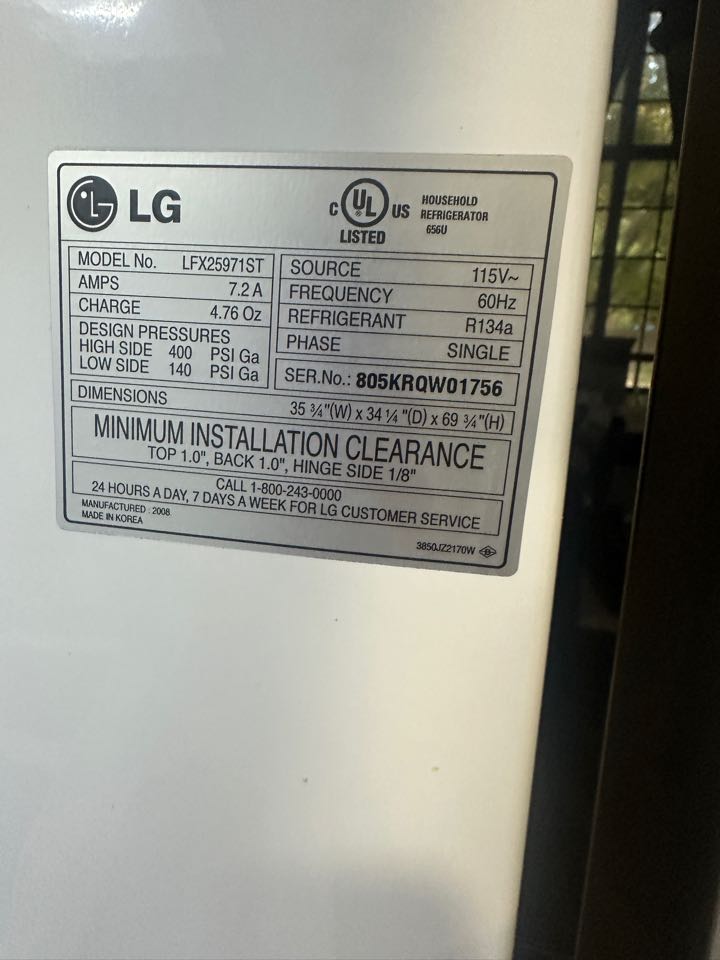 LG
C UL US
LISTED
HOUSEHOLD
REFRIGERATOR
656U
MODEL No. LFX25971ST
AMPS 7.2 A
CHARGE 4.76 Oz
DESIGN PRESSURES
HIGH SIDE 400 PSI Ga
LOW SIDE 140 PSI Ga
SOURCE 115V~
FREQUENCY 60Hz
REFRIGERANT R134a
PHASE SINGLE
SER.No.: 805KRQW01756
DIMENSIONS 35 ¾"(W) x 34 ¼ "(D) x 69 ¾"(H)
MINIMUM INSTALLATION CLEARANCE
TOP 1.0", BACK 1.0", HINGE SIDE 1/8"
CALL 1-800-243-0000
24 HOURS A DAY, 7 DAYS A WEEK FOR LG CUSTOMER SERVICE
MANUFACTURED : 2008.
MADE IN KOREA
3850JZ2170W